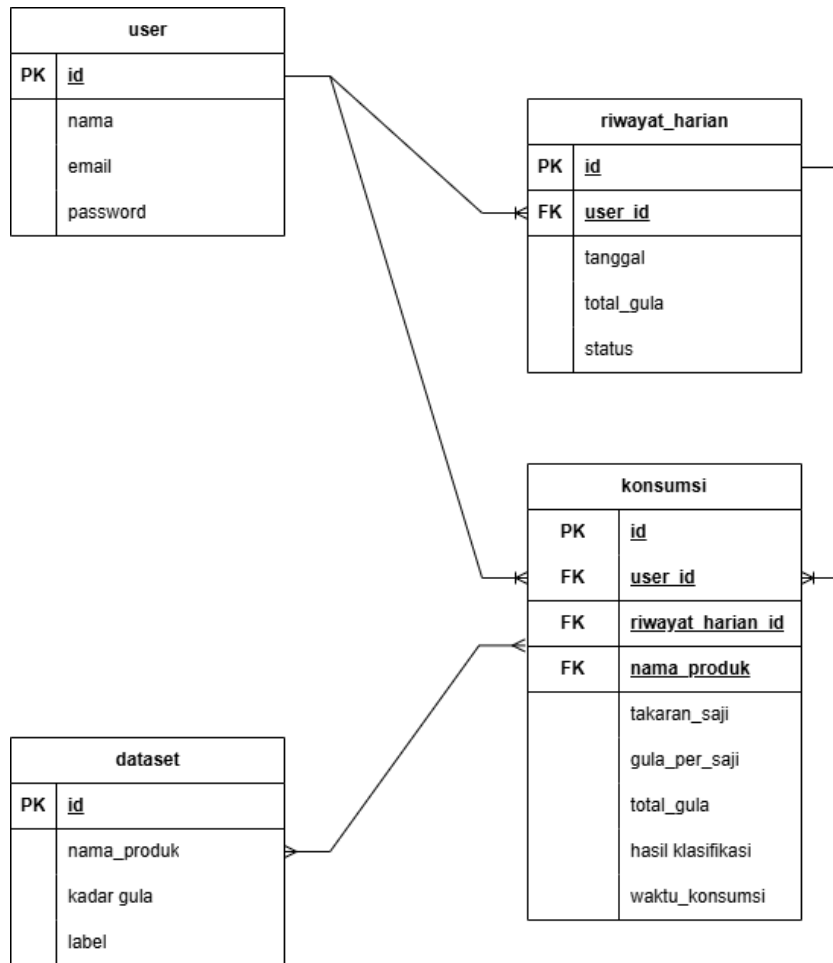 user
PK id
nama
email
password
riwayat_harian
PK id
FK user_id
tanggal
total_gula
status
konsumsi
PK id
FK user_id
FK riwayat_harian_id
FK nama_produk
takaran_saji
gula_per_saji
total_gula
hasil klasifikasi
waktu_konsumsi
dataset
PK id
nama_produk
kadar gula
label